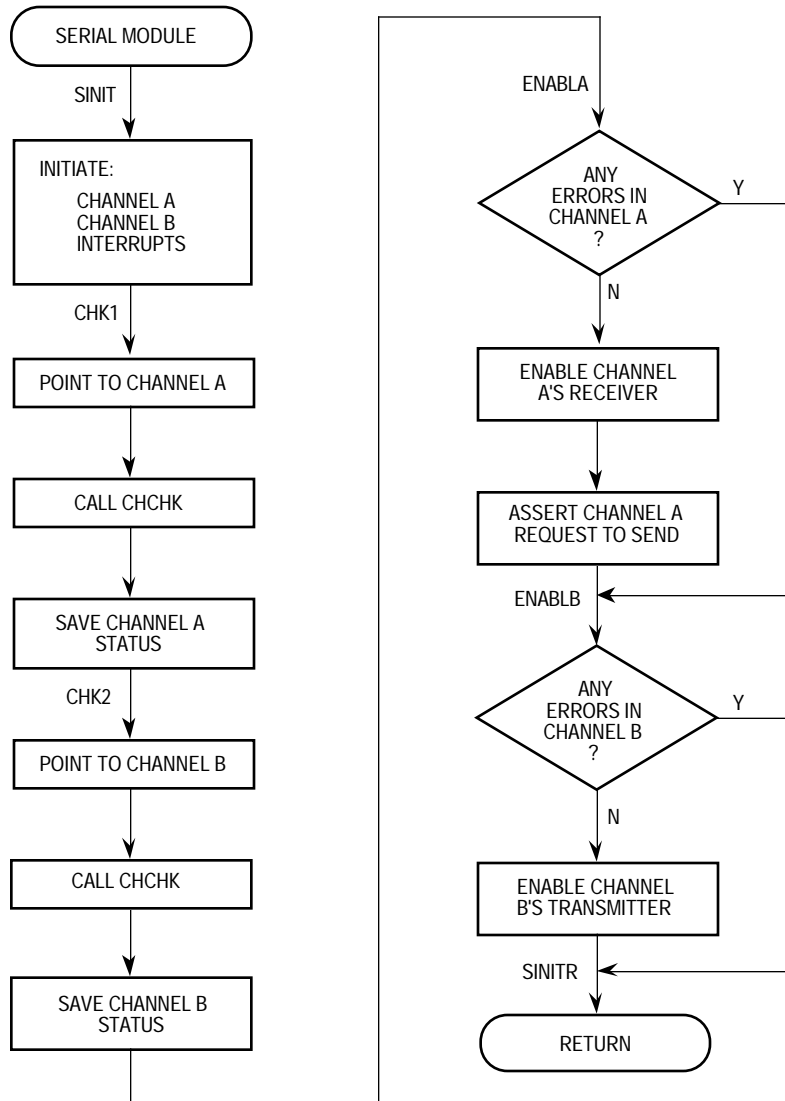 SERIAL MODULE
SINIT
INITIATE:
CHANNEL A
CHANNEL B
INTERRUPTS
CHK1
POINT TO CHANNEL A
CALL CHCHK
SAVE CHANNEL A
STATUS
CHK2
POINT TO CHANNEL B
CALL CHCHK
SAVE CHANNEL B
STATUS
ENABLA
ANY
ERRORS IN
CHANNEL A
?
Y
N
ENABLE CHANNEL
A'S RECEIVER
ASSERT CHANNEL A
REQUEST TO SEND
ENABLB
ANY
ERRORS IN
CHANNEL B
?
Y
N
ENABLE CHANNEL
B'S TRANSMITTER
SINITR
RETURN